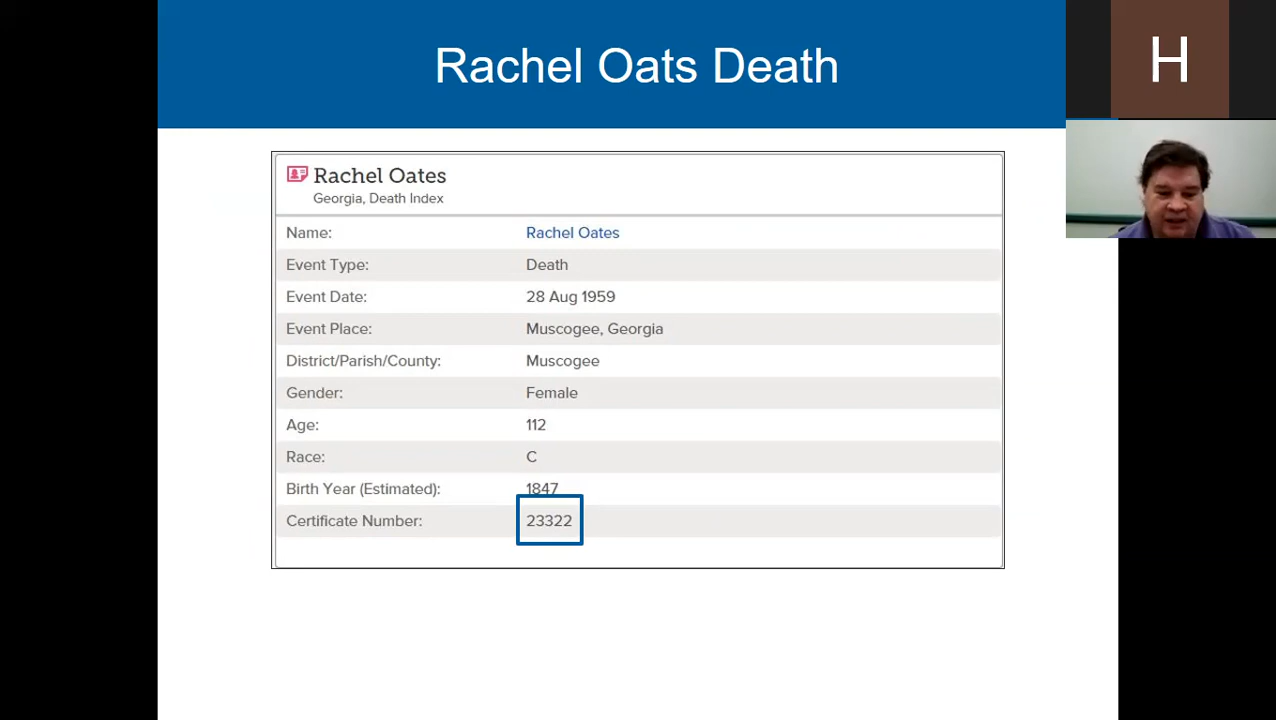 Rachel Oats Death
H
Rachel Oates
Georgia, Death Index
Name: Rachel Oates
Event Type: Death
Event Date: 28 Aug 1959
Event Place: Muscogee, Georgia
District/Parish/County: Muscogee
Gender: Female
Age: 112
Race: C
Birth Year (Estimated): 1847
Certificate Number: 23322